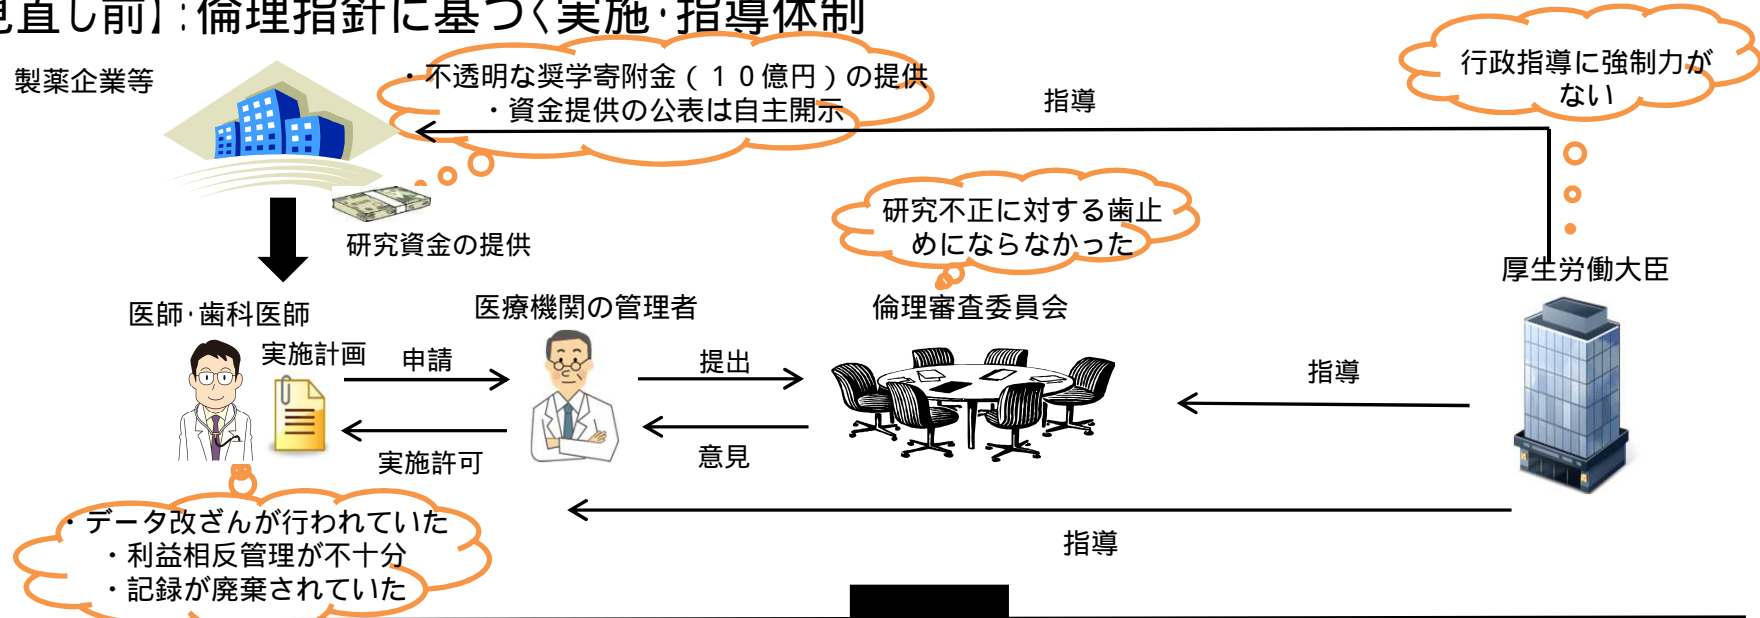 見直し前】:倫理指針に基づく実施・指導体制
製薬企業等
・不透明な奨学寄附金(10億円)の提供
・資金提供の公表は自主開示
指導
行政指導に強制力が
ない
研究資金の提供
研究不正に対する歯止
めにならなかった
厚生労働大臣
医師・歯科医師
医療機関の管理者
倫理審査委員会
実施計画
申請
提出
指導
実施許可
意見
・データ改ざんが行われていた
・利益相反管理が不十分
・記録が廃棄されていた
指導